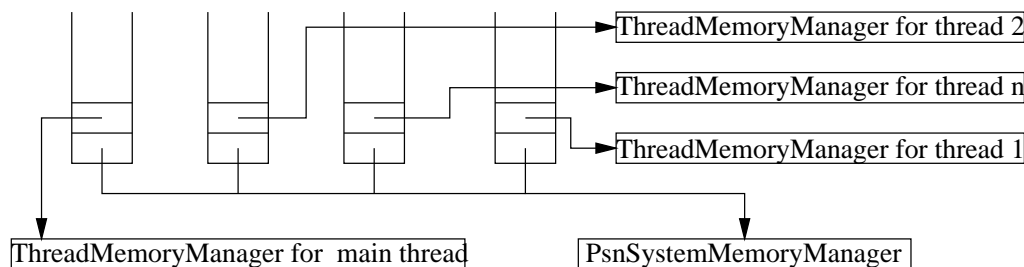 ThreadMemoryManager for thread 2
ThreadMemoryManager for thread n
ThreadMemoryManager for thread 1
ThreadMemoryManager for main thread
PsnSystemMemoryManager